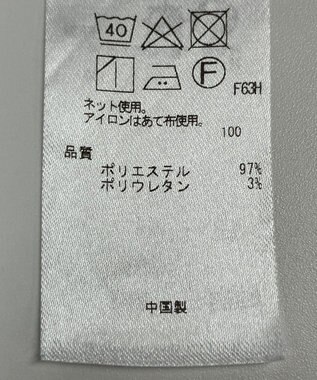 40
F F63H
ネット使用。
アイロンはあて布使用。
100
品質
ポリエステル 97%
ポリウレタン 3%
中国製